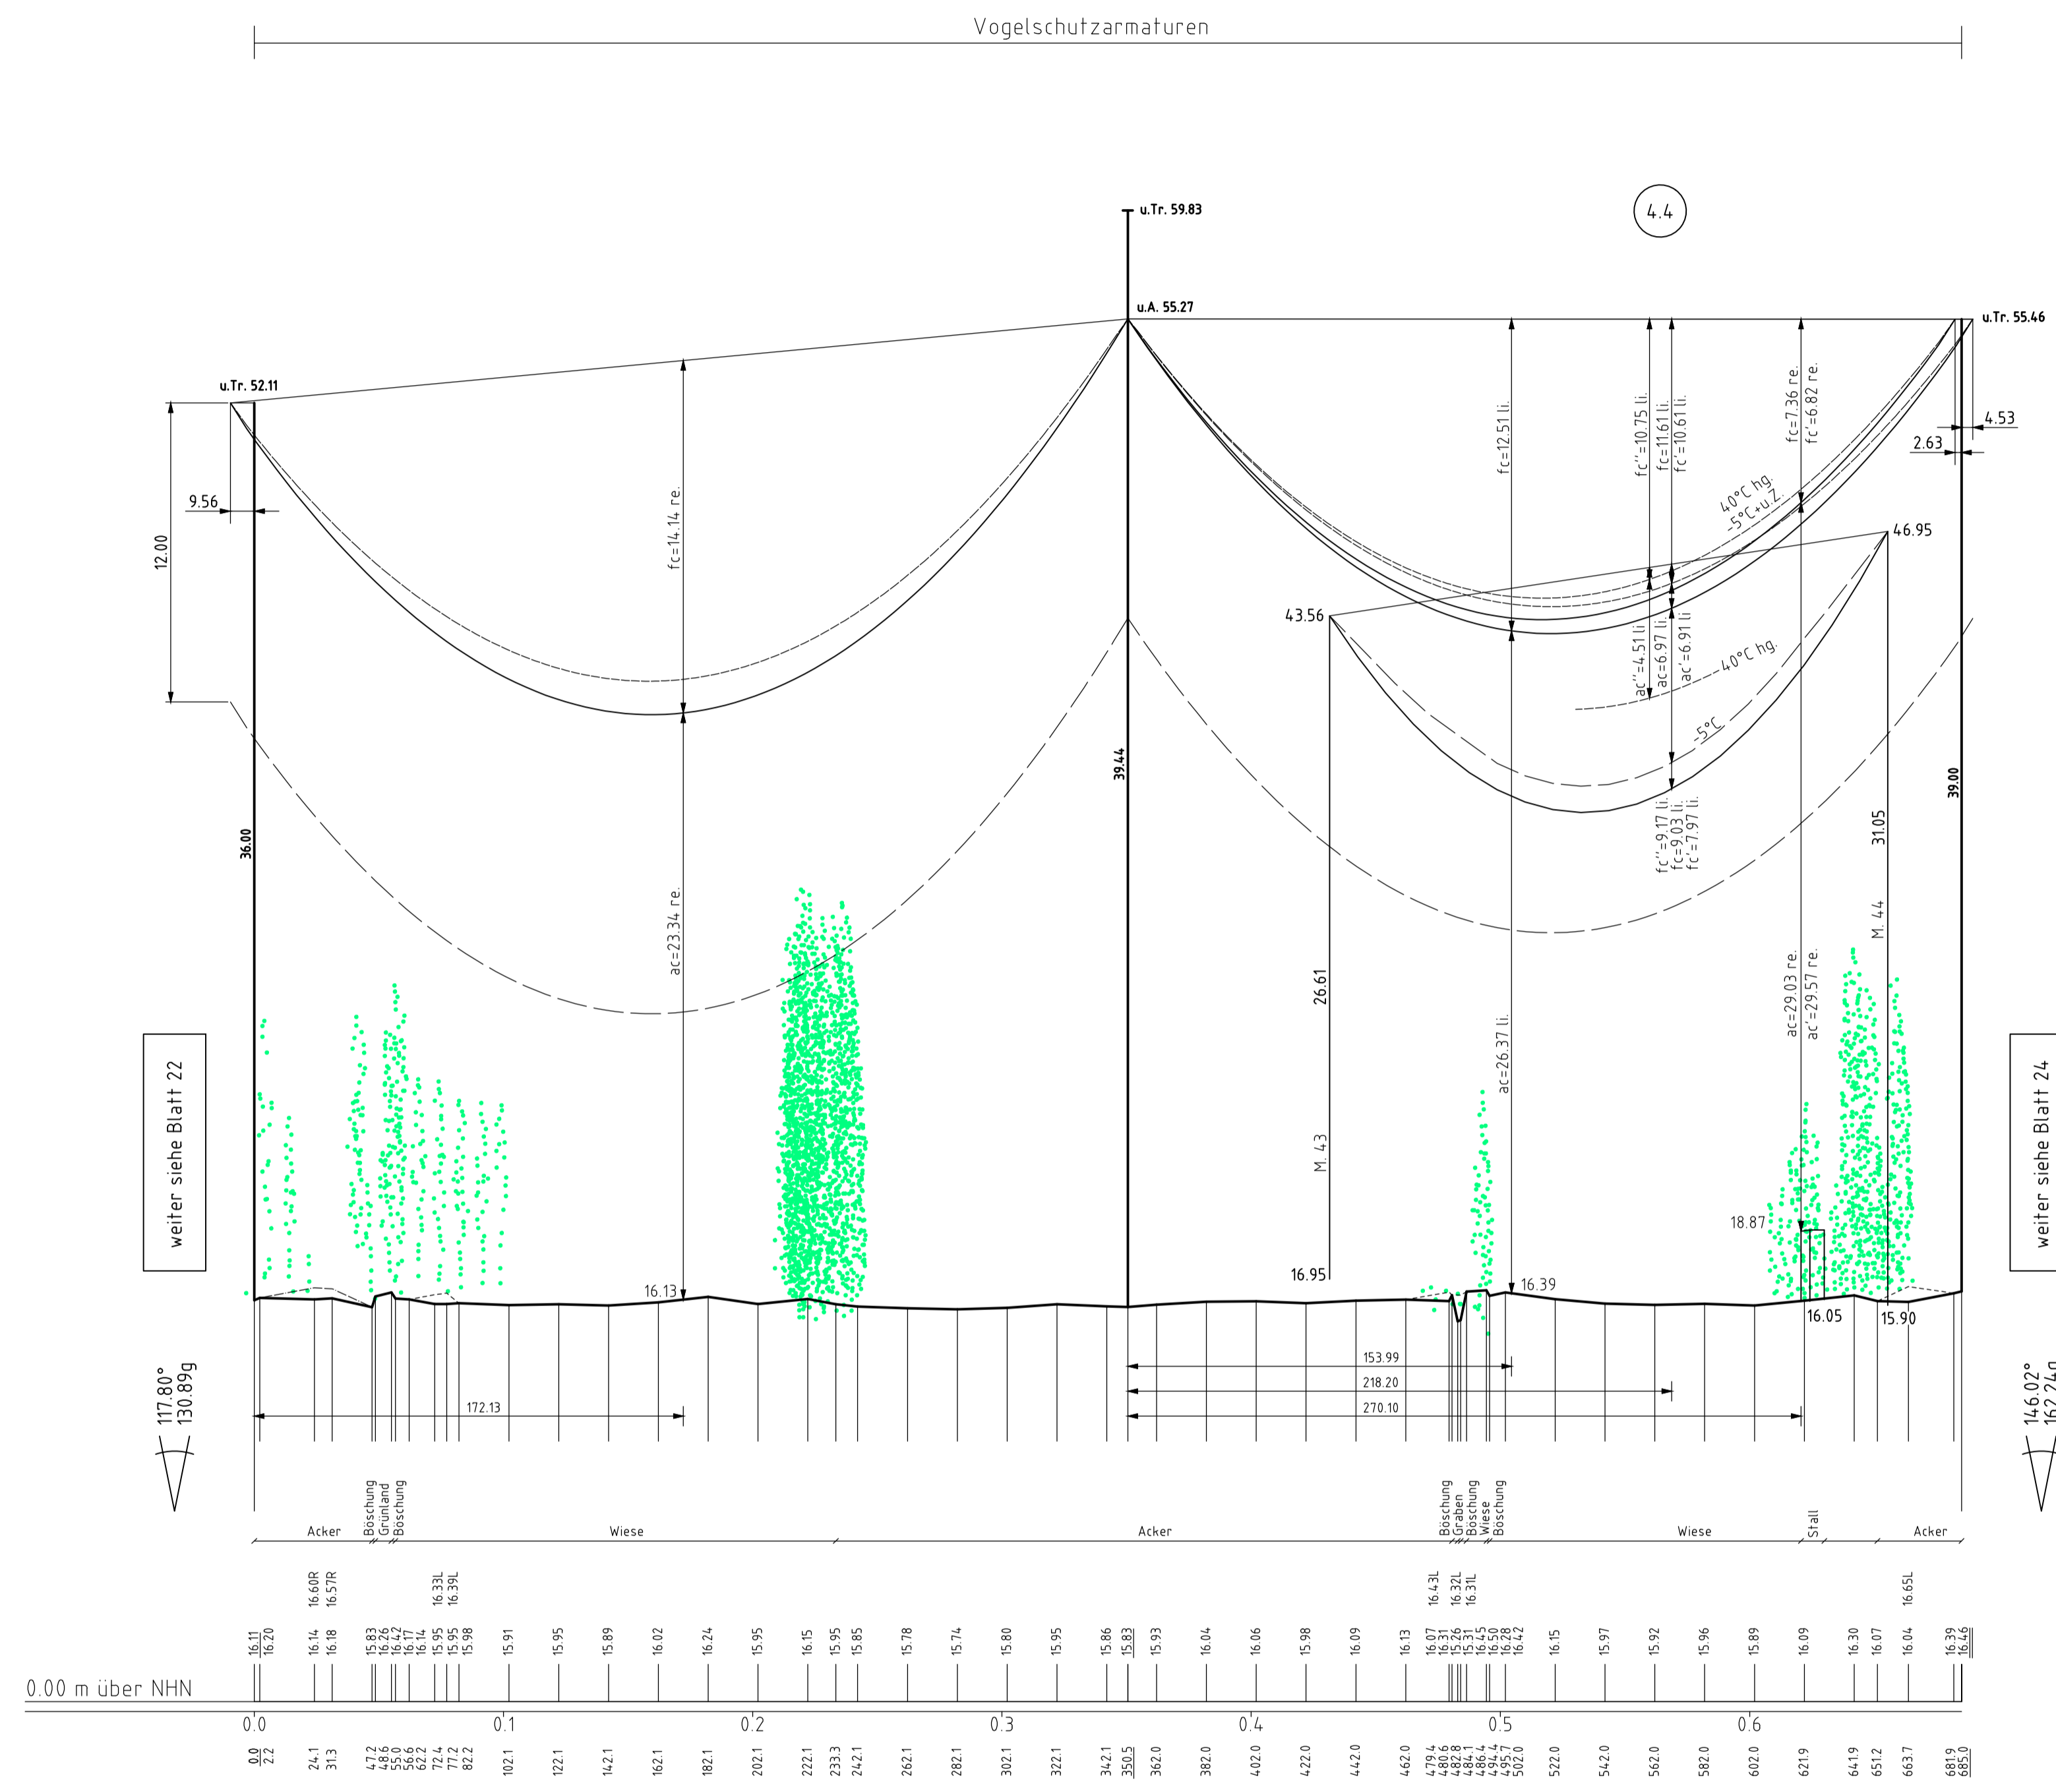 Vogelschutzarmaturen
u.Tr. 59.83
4.4
u.A. 55.27
u.Tr. 55.46
u.Tr. 52.11
4.53
2.63
9.56
12.00
fc=14.14 re.
fc=12.51 li.
fc''=10.75 li.
fc=11.61 li.
fc'=10.61 li.
fc=7.36 re.
fc'=6.82 re.
40°C hg.
-5°C+u.Z.
46.95
43.56
ac''=4.51 li.
ac=6.97 li.
ac'=6.91 li
40°C hg.
-5°C
36.00
39.44
39.00
fc''=9.17 li.
fc=9.03 li.
fc'=7.97 li.
31.05
M. 44
ac=23.34 re.
26.61
M. 43
ac=26.37 li.
ac=29.03 re.
ac'=29.57 re.
weiter siehe Blatt 22
weiter siehe Blatt 24
18.87
16.13
16.95
16.39
16.05
15.90
153.99
218.20
270.10
172.13
117.80°
130.89g
146.02°
162.24g
Acker
Böschung
Grünland
Böschung
Wiese
Acker
Böschung
Graben
Böschung
Wiese
Böschung
Wiese
Stall
Acker
16.60R
16.57R
16.33L
16.39L
16.43L
16.32L
16.31L
16.65L
16.11
16.20
16.14
16.18
15.83
16.26
16.42
16.17
16.14
15.95
15.95
15.98
15.91
15.95
15.89
16.02
16.24
15.95
16.15
15.95
15.85
15.78
15.74
15.80
15.95
15.86
15.83
15.93
16.04
16.06
15.98
16.09
16.13
16.07
16.31
15.26
15.31
16.45
16.50
16.28
16.42
16.15
15.97
15.92
15.96
15.89
16.09
16.30
16.07
16.04
16.39
16.46
0.00 m über NHN
0.0
0.1
0.2
0.3
0.4
0.5
0.6
0.0
2.2
24.1
31.3
47.2
48.6
55.0
56.6
62.2
72.4
77.2
82.2
102.1
122.1
142.1
162.1
182.1
202.1
222.1
233.3
242.1
262.1
282.1
302.1
322.1
342.1
350.5
362.0
382.0
402.0
422.0
442.0
462.0
479.4
480.6
482.8
484.1
486.4
494.4
495.7
502.0
522.0
542.0
562.0
582.0
602.0
621.9
641.9
651.2
663.7
681.9
685.0